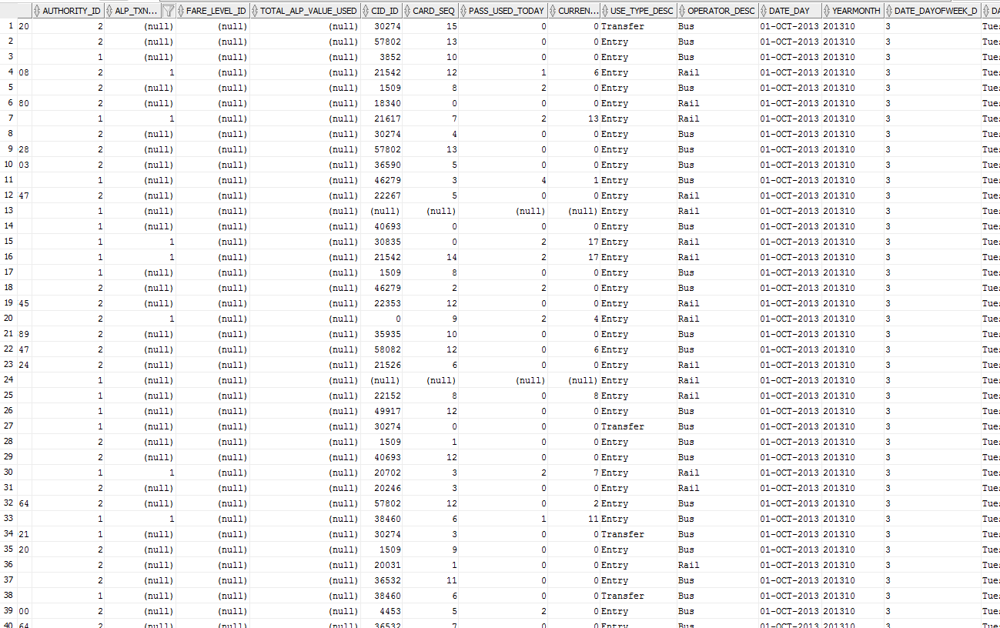 AUTHORITY_ID ALP_TXN... FARE_LEVEL_ID TOTAL_ALP_VALUE_USED CID_ID CARD_SEQ PASS_USED_TODAY CURREN... USE_TYPE_DESC OPERATOR_DESC DATE_DAY YEARMONTH DATE_DAYOFWEEK_D DA
1 20 2 (null) (null) (null) 30274 15 0 0 Transfer Bus 01-OCT-2013 201310 3 Tue
2 2 (null) (null) (null) 57802 13 0 0 Entry Bus 01-OCT-2013 201310 3 Tue
3 1 (null) (null) (null) 3852 10 0 0 Entry Bus 01-OCT-2013 201310 3 Tue
4 08 2 1 (null) (null) 21542 12 1 6 Entry Rail 01-OCT-2013 201310 3 Tue
5 2 (null) (null) (null) 1509 8 2 0 Entry Bus 01-OCT-2013 201310 3 Tue
6 80 2 (null) (null) (null) 18340 0 0 0 Entry Rail 01-OCT-2013 201310 3 Tue
7 1 1 (null) (null) 21617 7 2 13 Entry Rail 01-OCT-2013 201310 3 Tue
8 2 (null) (null) (null) 30274 4 0 0 Entry Bus 01-OCT-2013 201310 3 Tue
9 28 2 (null) (null) (null) 57802 13 0 0 Entry Bus 01-OCT-2013 201310 3 Tue
10 03 2 (null) (null) (null) 36590 5 0 0 Entry Bus 01-OCT-2013 201310 3 Tue
11 1 (null) (null) (null) 46279 3 4 1 Entry Bus 01-OCT-2013 201310 3 Tue
12 47 2 (null) (null) (null) 22267 5 0 0 Entry Rail 01-OCT-2013 201310 3 Tue
13 1 (null) (null) (null) (null) (null) (null) (null) Entry Rail 01-OCT-2013 201310 3 Tue
14 1 (null) (null) (null) 40693 0 0 0 Entry Bus 01-OCT-2013 201310 3 Tue
15 1 1 (null) (null) 30835 0 2 17 Entry Rail 01-OCT-2013 201310 3 Tue
16 1 1 (null) (null) 21542 14 2 17 Entry Rail 01-OCT-2013 201310 3 Tue
17 1 (null) (null) (null) 1509 8 0 0 Entry Bus 01-OCT-2013 201310 3 Tue
18 2 (null) (null) (null) 46279 2 2 0 Entry Bus 01-OCT-2013 201310 3 Tue
19 45 2 (null) (null) (null) 22353 12 0 0 Entry Rail 01-OCT-2013 201310 3 Tue
20 2 1 (null) (null) 0 9 2 4 Entry Rail 01-OCT-2013 201310 3 Tue
21 89 2 (null) (null) (null) 35935 10 0 0 Entry Bus 01-OCT-2013 201310 3 Tue
22 47 2 (null) (null) (null) 58082 12 0 6 Entry Bus 01-OCT-2013 201310 3 Tue
23 24 2 (null) (null) (null) 21526 6 0 0 Entry Rail 01-OCT-2013 201310 3 Tue
24 1 (null) (null) (null) (null) (null) (null) (null) Entry Rail 01-OCT-2013 201310 3 Tue
25 1 (null) (null) (null) 22152 8 0 8 Entry Rail 01-OCT-2013 201310 3 Tue
26 1 (null) (null) (null) 49917 12 0 0 Entry Bus 01-OCT-2013 201310 3 Tue
27 1 (null) (null) (null) 30274 0 0 0 Transfer Bus 01-OCT-2013 201310 3 Tue
28 2 (null) (null) (null) 1509 1 0 0 Entry Bus 01-OCT-2013 201310 3 Tue
29 2 (null) (null) (null) 40693 12 0 0 Entry Bus 01-OCT-2013 201310 3 Tue
30 1 1 (null) (null) 20702 3 2 7 Entry Rail 01-OCT-2013 201310 3 Tue
31 2 (null) (null) (null) 20246 3 0 0 Entry Rail 01-OCT-2013 201310 3 Tue
32 64 2 (null) (null) (null) 57802 12 0 2 Entry Bus 01-OCT-2013 201310 3 Tue
33 1 1 (null) (null) 38460 6 1 11 Entry Bus 01-OCT-2013 201310 3 Tue
34 21 1 (null) (null) (null) 30274 3 0 0 Transfer Bus 01-OCT-2013 201310 3 Tue
35 20 2 (null) (null) (null) 1509 9 0 0 Entry Bus 01-OCT-2013 201310 3 Tue
36 2 (null) (null) (null) 20031 1 0 0 Entry Rail 01-OCT-2013 201310 3 Tue
37 2 (null) (null) (null) 36532 11 0 0 Entry Bus 01-OCT-2013 201310 3 Tue
38 1 (null) (null) (null) 38460 6 0 0 Transfer Bus 01-OCT-2013 201310 3 Tue
39 00 2 (null) (null) (null) 4453 5 2 0 Entry Bus 01-OCT-2013 201310 3 Tue
40 64 2 (null) (null) (null) 36532 7 0 0 Entry Bus 01-OCT-2013 201310 3 Tue